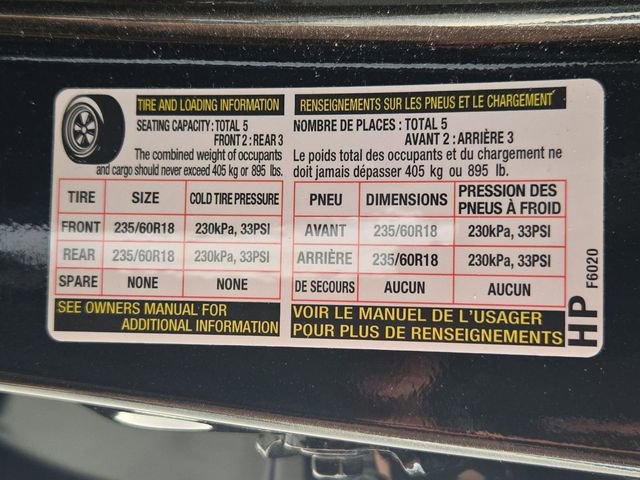 TIRE AND LOADING INFORMATION
SEATING CAPACITY: TOTAL 5
FRONT 2 : REAR 3
The combined weight of occupants
and cargo should never exceed 405 kg or 895 lbs.
TIRE SIZE COLD TIRE PRESSURE
FRONT 235/60R18 230kPa, 33PSI
REAR 235/60R18 230kPa, 33PSI
SPARE NONE NONE
SEE OWNERS MANUAL FOR
ADDITIONAL INFORMATION
RENSEIGNEMENTS SUR LES PNEUS ET LE CHARGEMENT
NOMBRE DE PLACES : TOTAL 5
AVANT 2 : ARRIÈRE 3
Le poids total des occupants et du chargement ne
doit jamais dépasser 405 kg ou 895 lb.
PNEU DIMENSIONS PRESSION DES
PNEUS À FROID
AVANT 235/60R18 230kPa, 33PSI
ARRIÈRE 235/60R18 230kPa, 33PSI
DE SECOURS AUCUN AUCUN
VOIR LE MANUEL DE L'USAGER
POUR PLUS DE RENSEIGNEMENTS
HP
F6020